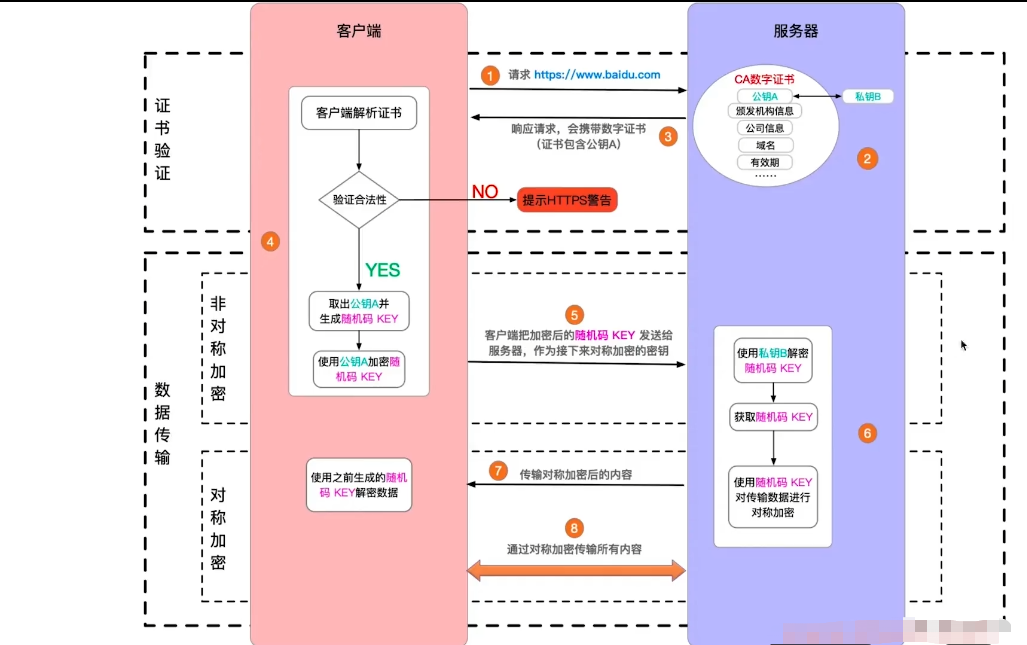 客户端
服务器
证书验证
1
请求 https://www.baidu.com
CA数字证书
公钥A
私钥B
颁发机构信息
公司信息
域名
有效期
......
2
响应请求，会携带数字证书
（证书包含公钥A）
3
客户端解析证书
验证合法性
NO
提示HTTPS警告
4
YES
数据传输
非对称加密
取出公钥A并
生成随机码 KEY
使用公钥A加密随
机码 KEY
5
客户端把加密后的随机码 KEY 发送给
服务器，作为接下来对称加密的密钥
使用私钥B解密
随机码 KEY
获取随机码 KEY
6
使用随机码 KEY
对传输数据进行
对称加密
对称加密
7
传输对称加密后的内容
使用之前生成的随机
码 KEY解密数据
8
通过对称加密传输所有内容